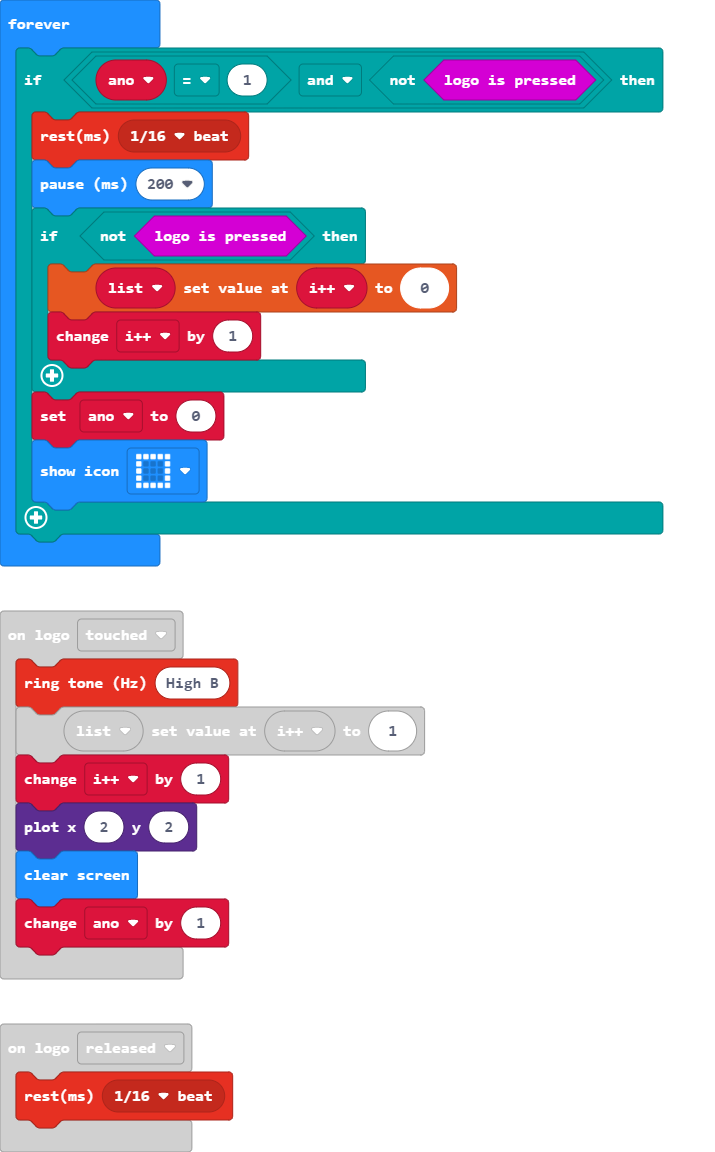 forever
if ano = 1 and not logo is pressed then
rest(ms) 1/16 beat
pause (ms) 200
if not logo is pressed then
list set value at i++ to 0
change i++ by 1
set ano to 0
show icon
on logo touched
ring tone (Hz) High B
list set value at i++ to 1
change i++ by 1
plot x 2 y 2
clear screen
change ano by 1
on logo released
rest(ms) 1/16 beat